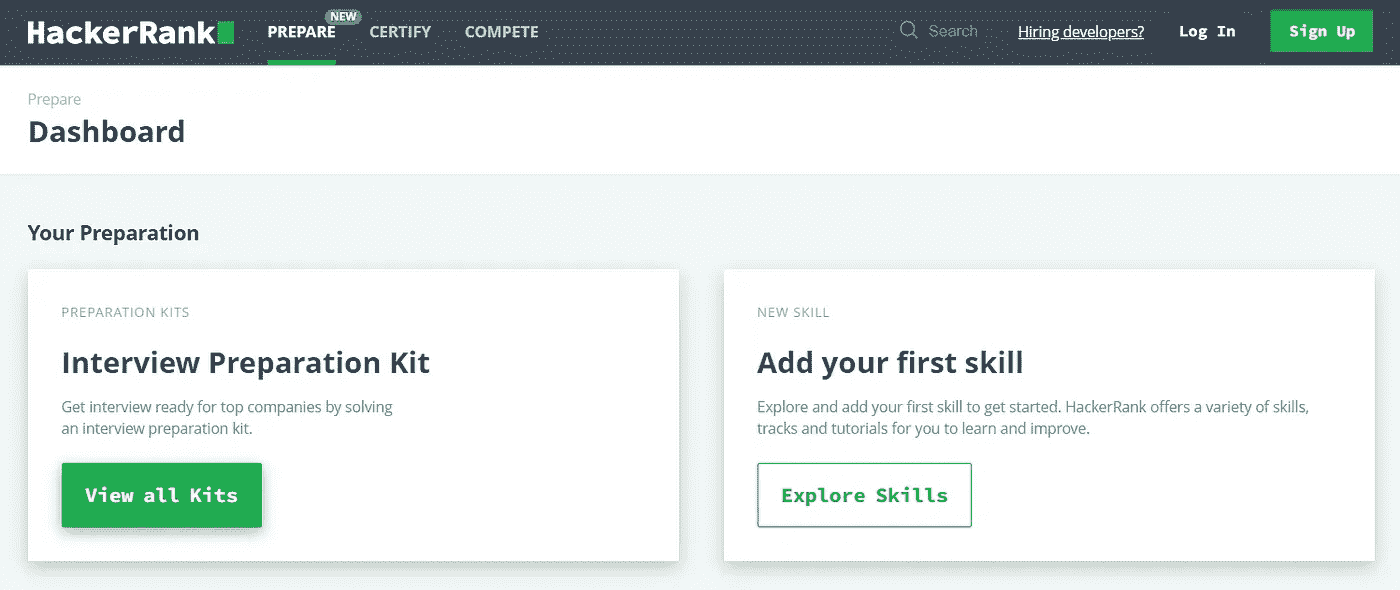 HackerRank PREPARE NEW CERTIFY COMPETE Search Hiring developers? Log In Sign Up
Prepare
Dashboard
Your Preparation
PREPARATION KITS
Interview Preparation Kit
Get interview ready for top companies by solving
an interview preparation kit.
View all Kits
NEW SKILL
Add your first skill
Explore and add your first skill to get started. HackerRank offers a variety of skills,
tracks and tutorials for you to learn and improve.
Explore Skills